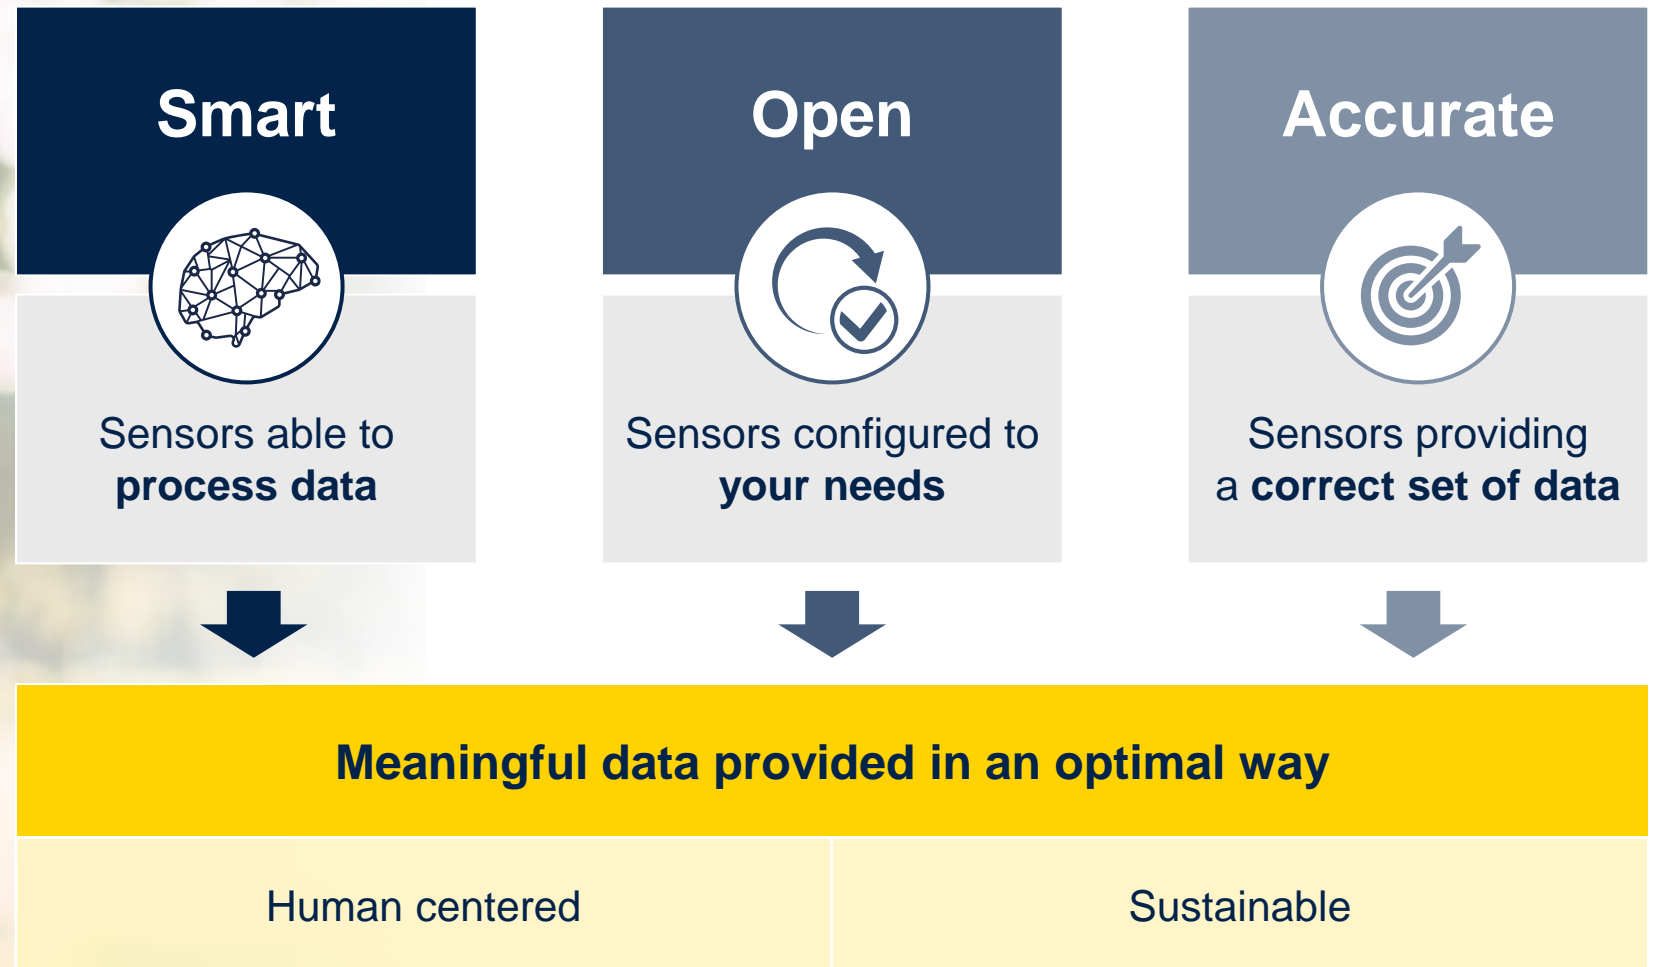 Smart
Sensors able to
process data
Open
Sensors configured to
your needs
Accurate
Sensors providing
a correct set of data
Meaningful data provided in an optimal way
Human centered
Sustainable